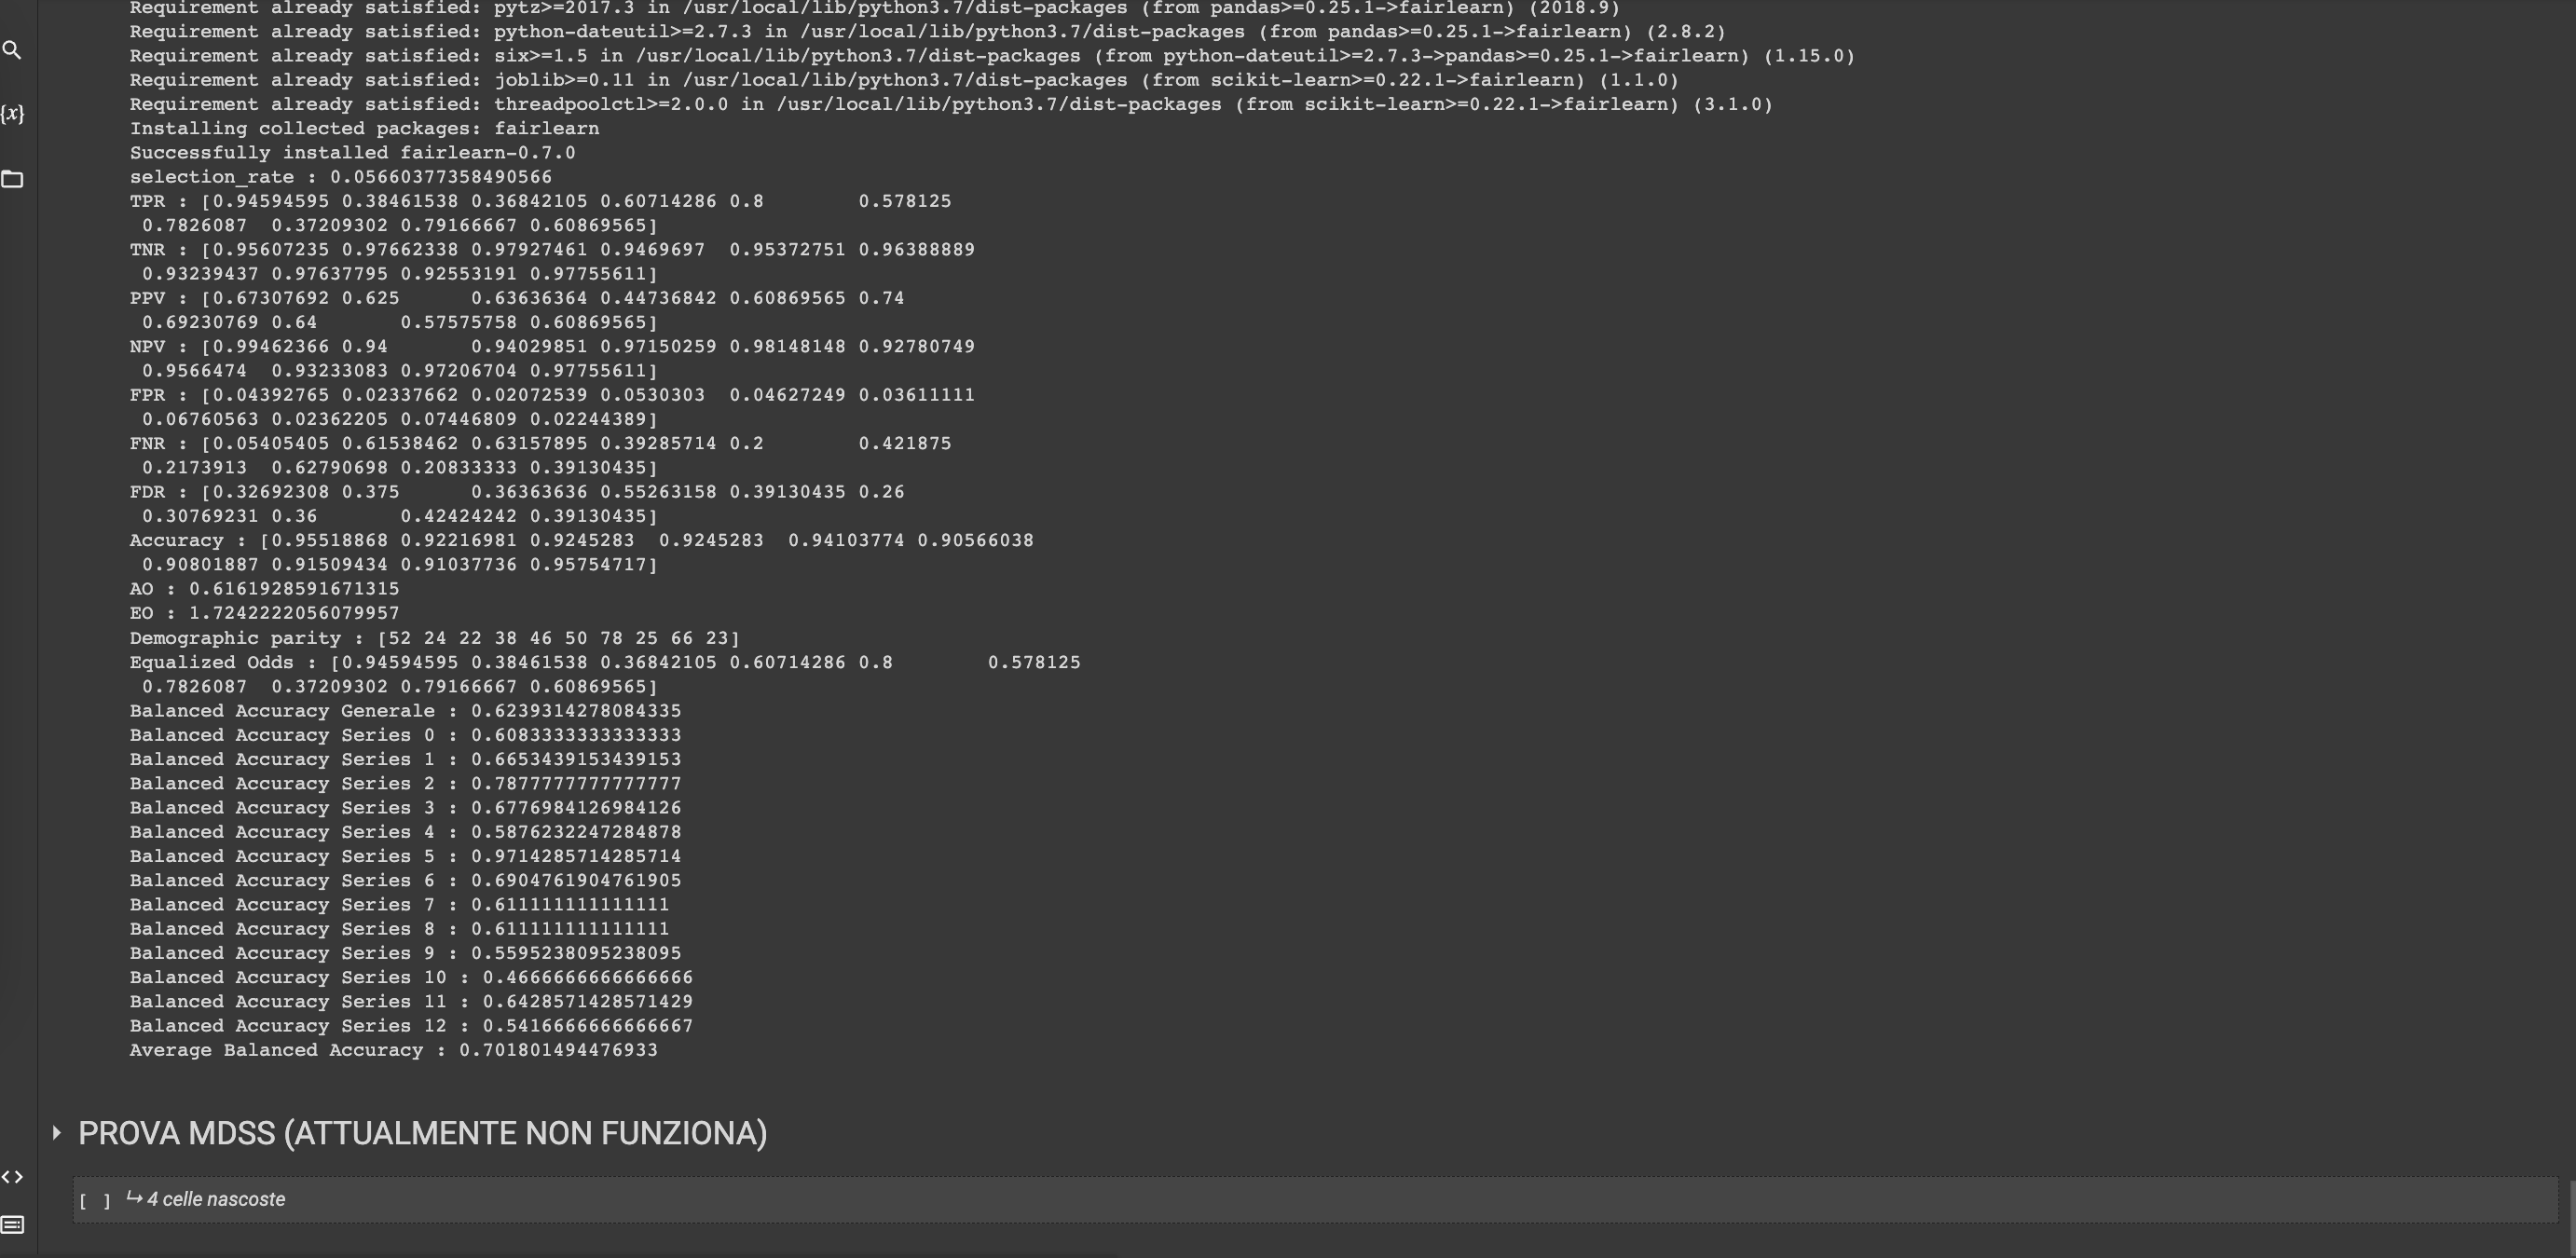 Requirement already satisfied: pytz>=2017.3 in /usr/local/lib/python3.7/dist-packages (from pandas>=0.25.1->fairlearn) (2018.9)
Requirement already satisfied: python-dateutil>=2.7.3 in /usr/local/lib/python3.7/dist-packages (from pandas>=0.25.1->fairlearn) (2.8.2)
Requirement already satisfied: six>=1.5 in /usr/local/lib/python3.7/dist-packages (from python-dateutil>=2.7.3->pandas>=0.25.1->fairlearn) (1.15.0)
Requirement already satisfied: joblib>=0.11 in /usr/local/lib/python3.7/dist-packages (from scikit-learn>=0.22.1->fairlearn) (1.1.0)
Requirement already satisfied: threadpoolctl>=2.0.0 in /usr/local/lib/python3.7/dist-packages (from scikit-learn>=0.22.1->fairlearn) (3.1.0)
{x}
Installing collected packages: fairlearn
Successfully installed fairlearn-0.7.0
selection_rate : 0.05660377358490566
TPR : [0.94594595 0.38461538 0.36842105 0.60714286 0.8        0.578125
 0.7826087  0.37209302 0.79166667 0.60869565]
TNR : [0.95607235 0.97662338 0.97927461 0.9469697  0.95372751 0.96388889
 0.93239437 0.97637795 0.92553191 0.97755611]
PPV : [0.67307692 0.625      0.63636364 0.44736842 0.60869565 0.74
 0.69230769 0.64       0.57575758 0.60869565]
NPV : [0.99462366 0.94       0.94029851 0.97150259 0.98148148 0.92780749
 0.9566474  0.93233083 0.97206704 0.97755611]
FPR : [0.04392765 0.02337662 0.02072539 0.0530303  0.04627249 0.03611111
 0.06760563 0.02362205 0.07446809 0.02244389]
FNR : [0.05405405 0.61538462 0.63157895 0.39285714 0.2        0.421875
 0.2173913  0.62790698 0.20833333 0.39130435]
FDR : [0.32692308 0.375      0.36363636 0.55263158 0.39130435 0.26
 0.30769231 0.36       0.42424242 0.39130435]
Accuracy : [0.95518868 0.92216981 0.9245283  0.9245283  0.94103774 0.90566038
 0.90801887 0.91509434 0.91037736 0.95754717]
AO : 0.6161928591671315
EO : 1.7242222056079957
Demographic parity : [52 24 22 38 46 50 78 25 66 23]
Equalized Odds : [0.94594595 0.38461538 0.36842105 0.60714286 0.8        0.578125
 0.7826087  0.37209302 0.79166667 0.60869565]
Balanced Accuracy Generale : 0.6239314278084335
Balanced Accuracy Series 0 : 0.6083333333333333
Balanced Accuracy Series 1 : 0.6653439153439153
Balanced Accuracy Series 2 : 0.7877777777777777
Balanced Accuracy Series 3 : 0.6776984126984126
Balanced Accuracy Series 4 : 0.5876232247284878
Balanced Accuracy Series 5 : 0.9714285714285714
Balanced Accuracy Series 6 : 0.6904761904761905
Balanced Accuracy Series 7 : 0.611111111111111
Balanced Accuracy Series 8 : 0.611111111111111
Balanced Accuracy Series 9 : 0.5595238095238095
Balanced Accuracy Series 10 : 0.4666666666666666
Balanced Accuracy Series 11 : 0.6428571428571429
Balanced Accuracy Series 12 : 0.5416666666666667
Average Balanced Accuracy : 0.701801494476933
PROVA MDSS (ATTUALMENTE NON FUNZIONA)
[ ] ↳ 4 celle nascoste